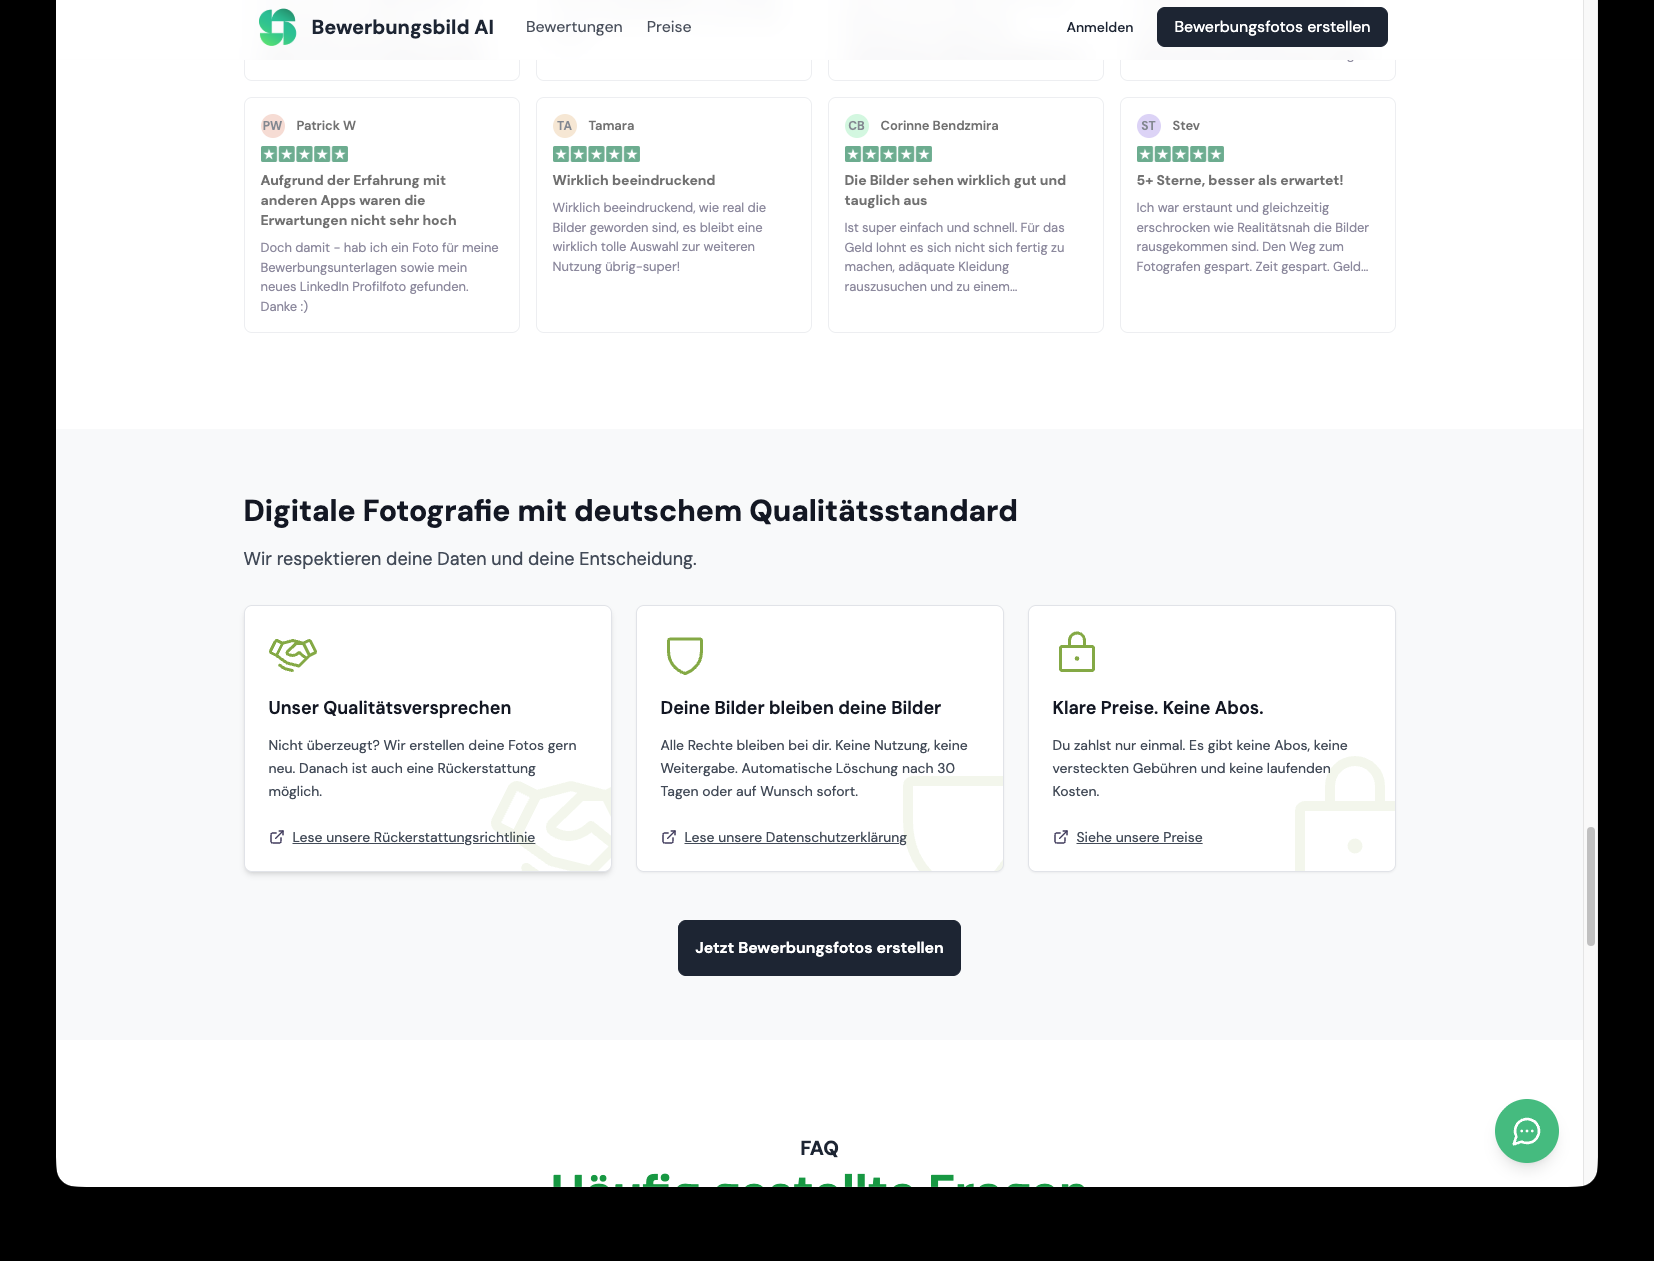 Bewerbungsbild AI
Bewertungen
Preise
Anmelden
Bewerbungsfotos erstellen
PW
Patrick W
Aufgrund der Erfahrung mit
anderen Apps waren die
Erwartungen nicht sehr hoch
Doch damit - hab ich ein Foto für meine
Bewerbungsunterlagen sowie mein
neues LinkedIn Profilfoto gefunden.
Danke :)
TA
Tamara
Wirklich beeindruckend
Wirklich beeindruckend, wie real die
Bilder geworden sind, es bleibt eine
wirklich tolle Auswahl zur weiteren
Nutzung übrig-super!
CB
Corinne Bendzmira
Die Bilder sehen wirklich gut und
tauglich aus
Ist super einfach und schnell. Für das
Geld lohnt es sich nicht sich fertig zu
machen, adäquate Kleidung
rauszusuchen und zu einem...
ST
Stev
5+ Sterne, besser als erwartet!
Ich war erstaunt und gleichzeitig
erschrocken wie Realitätsnah die Bilder
rausgekommen sind. Den Weg zum
Fotografen gespart. Zeit gespart. Geld...
Digitale Fotografie mit deutschem Qualitätsstandard
Wir respektieren deine Daten und deine Entscheidung.
Unser Qualitätsversprechen
Nicht überzeugt? Wir erstellen deine Fotos gern
neu. Danach ist auch eine Rückerstattung
möglich.
Lese unsere Rückerstattungsrichtlinie
Deine Bilder bleiben deine Bilder
Alle Rechte bleiben bei dir. Keine Nutzung, keine
Weitergabe. Automatische Löschung nach 30
Tagen oder auf Wunsch sofort.
Lese unsere Datenschutzerklärung
Klare Preise. Keine Abos.
Du zahlst nur einmal. Es gibt keine Abos, keine
versteckten Gebühren und keine laufenden
Kosten.
Siehe unsere Preise
Jetzt Bewerbungsfotos erstellen
FAQ
Häufig gestellte Fragen